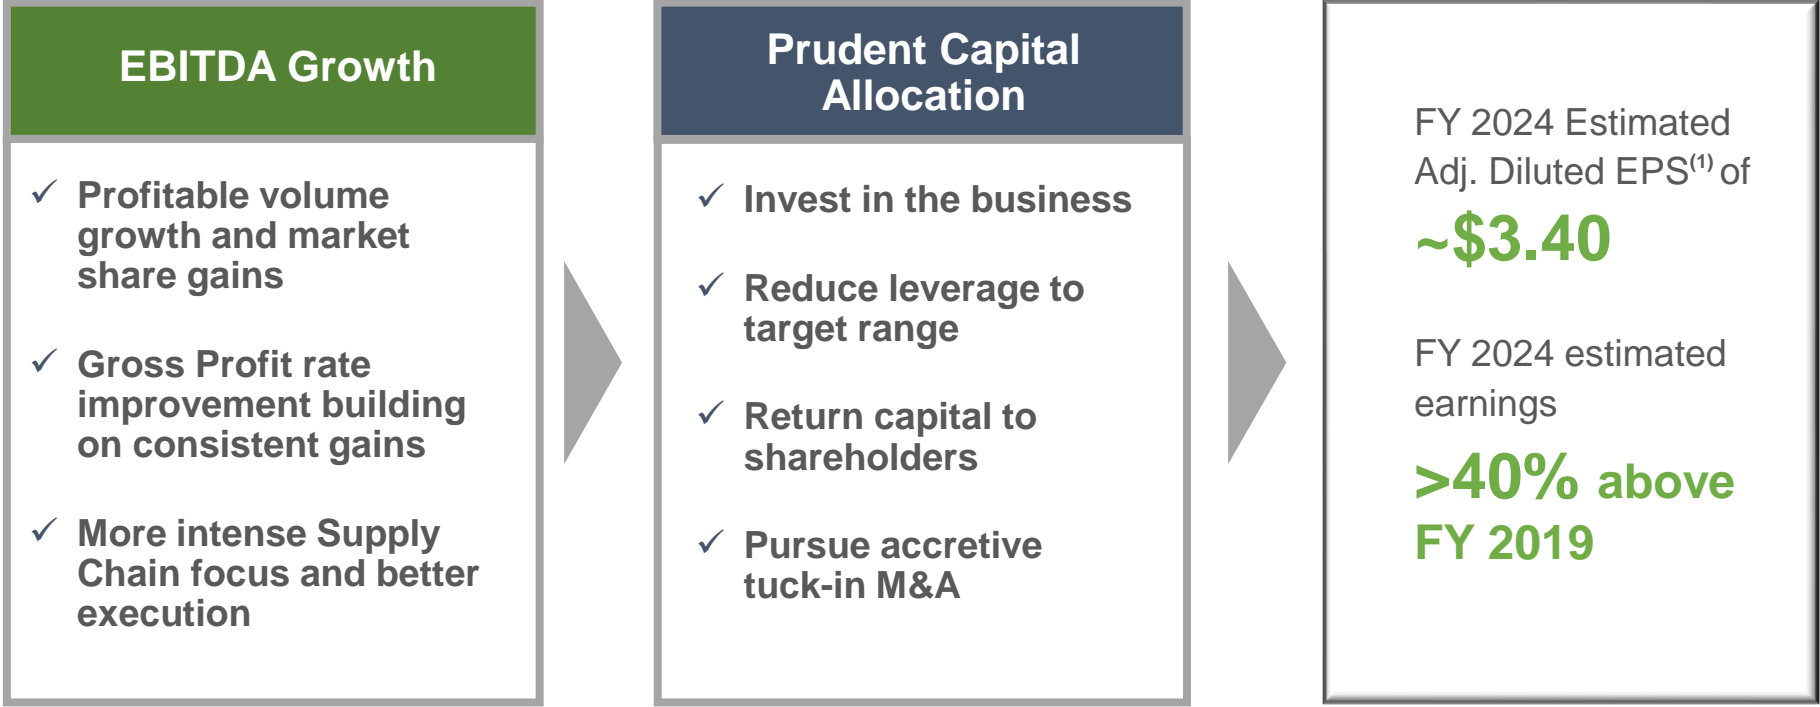 EBITDA Growth
✓ Profitable volume
growth and market
share gains
✓ Gross Profit rate
improvement building
on consistent gains
✓ More intense Supply
Chain focus and better
execution
Prudent Capital
Allocation
✓ Invest in the business
✓ Reduce leverage to
target range
✓ Return capital to
shareholders
✓ Pursue accretive
tuck-in M&A
FY 2024 Estimated
Adj. Diluted EPS(1) of
~$3.40
FY 2024 estimated
earnings
>40% above
FY 2019